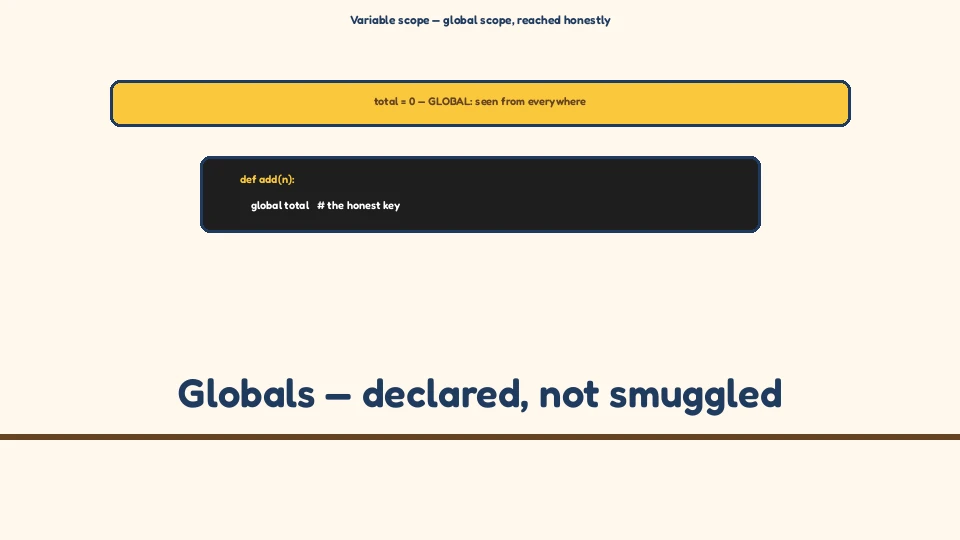 Variable scope — global scope, reached honestly
total = 0 — GLOBAL: seen from everywhere
def add(n):
global total # the honest key
Globals — declared, not smuggled